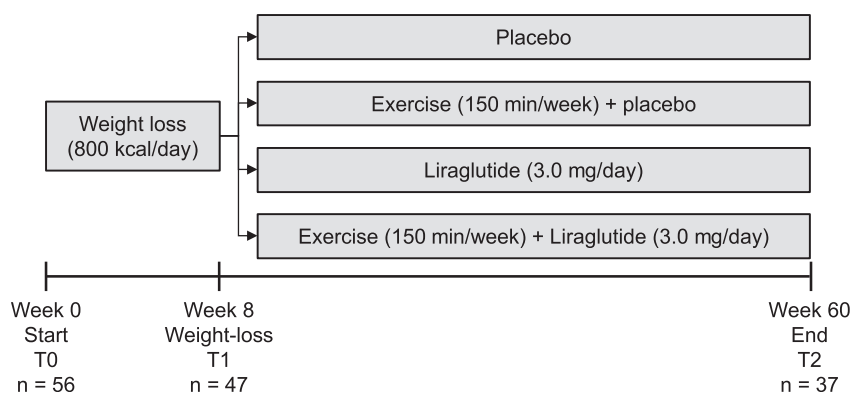 Placebo
Exercise (150 min/week) + placebo
Weight loss
(800 kcal/day)
Liraglutide (3.0 mg/day)
Exercise (150 min/week) + Liraglutide (3.0 mg/day)
Week 0
Start
T0
n = 56
Week 8
Weight-loss
T1
n = 47
Week 60
End
T2
n = 37